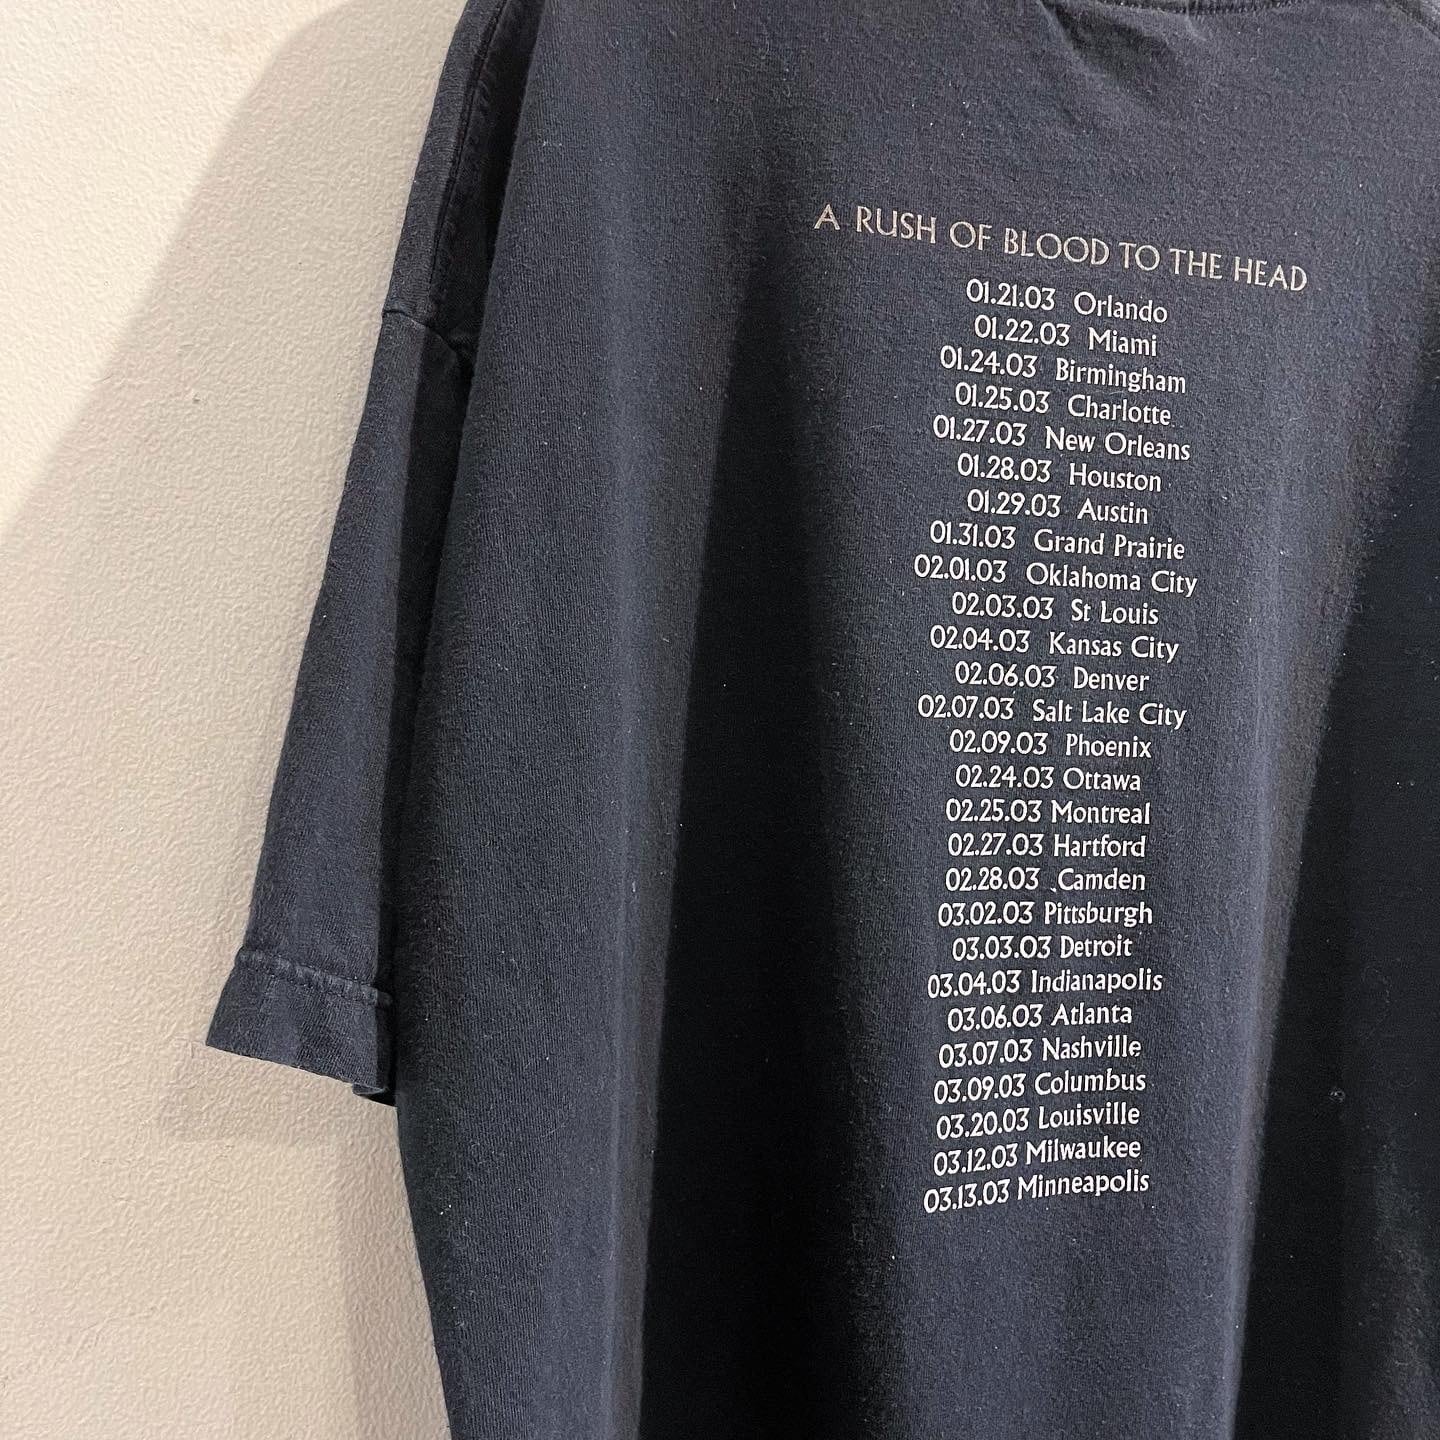 A RUSH OF BLOOD TO THE HEAD
01.21.03 Orlando
01.22.03 Miami
01.24.03 Birmingham
01.25.03 Charlotte
01.27.03 New Orleans
01.28.03 Houston
01.29.03 Austin
01.31.03 Grand Prairie
02.01.03 Oklahoma City
02.03.03 St Louis
02.04.03 Kansas City
02.06.03 Denver
02.07.03 Salt Lake City
02.09.03 Phoenix
02.24.03 Ottawa
02.25.03 Montreal
02.27.03 Hartford
02.28.03 Camden
03.02.03 Pittsburgh
03.03.03 Detroit
03.04.03 Indianapolis
03.06.03 Atlanta
03.07.03 Nashville
03.09.03 Columbus
03.20.03 Louisville
03.12.03 Milwaukee
03.13.03 Minneapolis